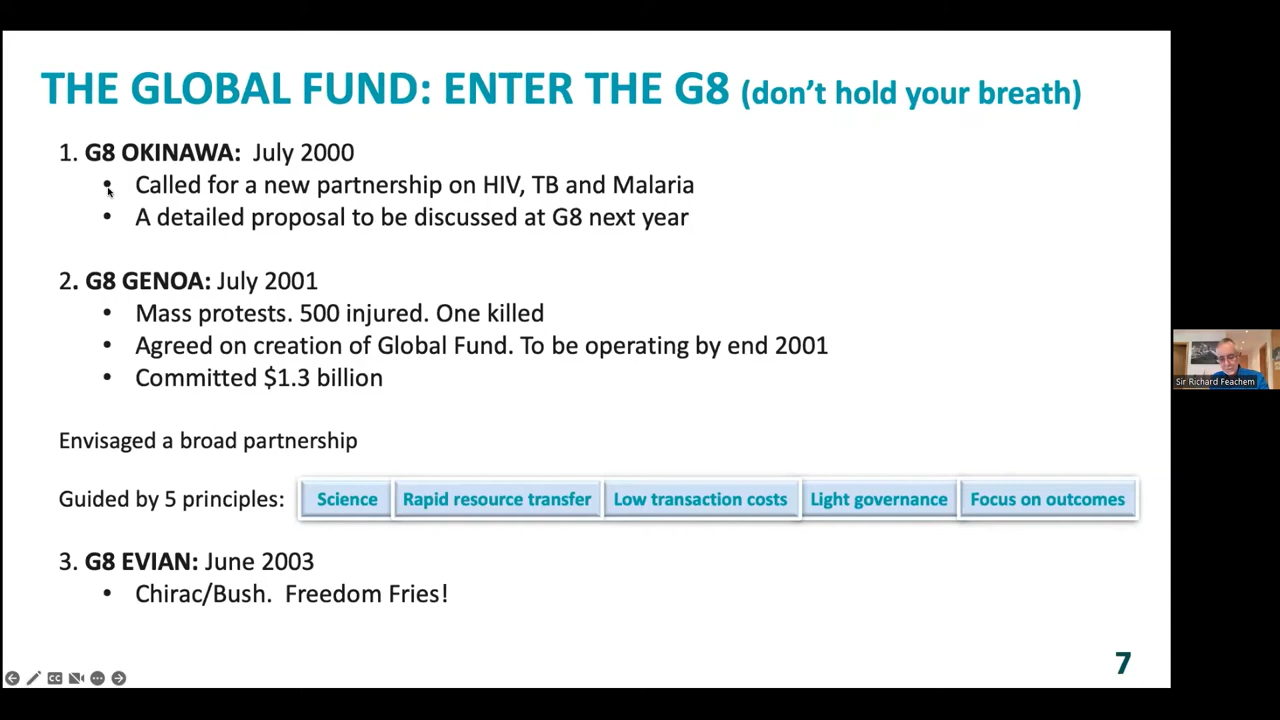 THE GLOBAL FUND: ENTER THE G8 (don't hold your breath)
1. G8 OKINAWA: July 2000
• Called for a new partnership on HIV, TB and Malaria
• A detailed proposal to be discussed at G8 next year
2. G8 GENOA: July 2001
• Mass protests. 500 injured. One killed
• Agreed on creation of Global Fund. To be operating by end 2001
• Committed $1.3 billion
Envisaged a broad partnership
Guided by 5 principles: Science Rapid resource transfer Low transaction costs Light governance Focus on outcomes
3. G8 EVIAN: June 2003
• Chirac/Bush. Freedom Fries!
7
CC
Sir Richard Feachem